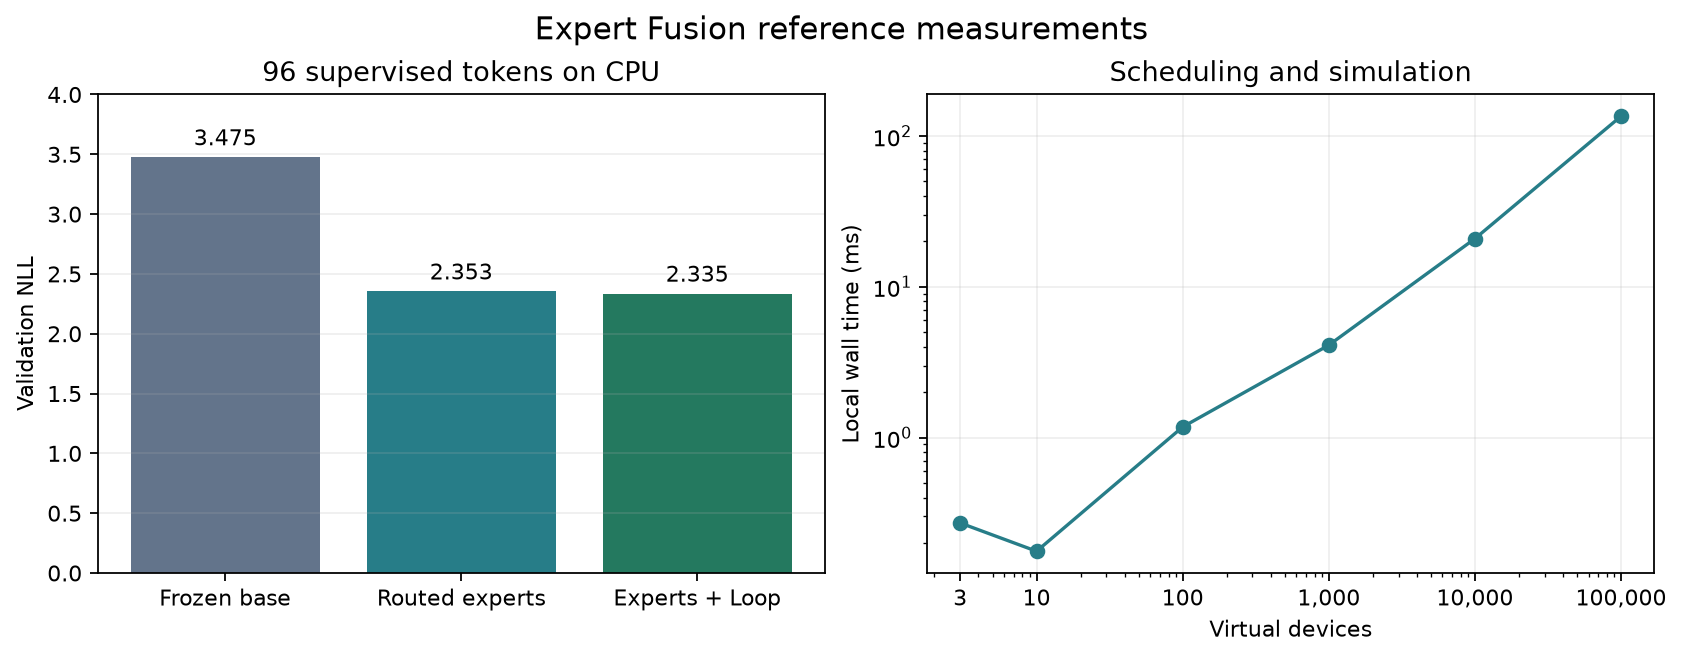 Expert Fusion reference measurements
96 supervised tokens on CPU
Validation NLL
4.0
3.5
3.0
2.5
2.0
1.5
1.0
0.5
0.0
3.475
2.353
2.335
Frozen base
Routed experts
Experts + Loop
Scheduling and simulation
Local wall time (ms)
10²
10¹
10⁰
3
10
100
1,000
10,000
100,000
Virtual devices